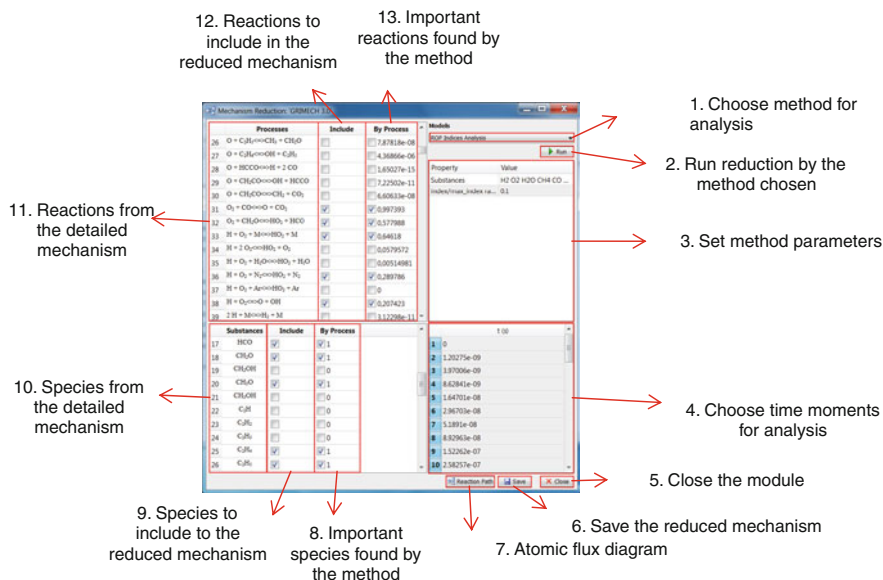 12. Reactions to
include in the
reduced mechanism
13. Important
reactions found by
the method
Mechanism Reduction: 'GRIMECH 3.0'
Processes Include By Process
26 O + C₂H₄<=>CH₂ + CH₂O 7,87818e-08
27 4,36866e-06
28 O + HCCO<=>H + 2 CO 1,65027e-15
29 O + CH₂CO<=>OH + HCCO 7,22502e-11
30 O + CH₂CO<=>CH₂ + CO₂ 6,60633e-08
31 O₂ + CO<=>O + CO₂ 0,997393
32 O₂ + CH₂O<=>HO₂ + HCO 0,577988
33 H + O₂ + M<=>HO₂ + M 0,64618
34 H + 2 O₂<=>HO₂ + O₂ 0,0579572
35 H + O₂ + H₂O<=>HO₂ + H₂O 0,00514981
36 H + O₂ + N₂<=>HO₂ + N₂ 0,289786
37 H + O₂ + Ar<=>HO₂ + Ar 0
38 H + O₂<=>O + OH 0,207423
39 2 H + M<=>H₂ + M 3,12298e-11
Models
ROP Indices Analysis
Run
Property Value
Substances H2 O2 H2O CH4 CO ...
Index/max_index ra... 0.1
1. Choose method for
analysis
2. Run reduction by the
method chosen
3. Set method parameters
11. Reactions from
the detailed
mechanism
Substances Include By Process
17 HCO 1
18 CH₂O 1
19 CH₂OH 0
20 CH₃O 1
21 CH₃OH 0
22 C₂H 0
23 C₂H₂ 0
24 C₂H₃ 0
25 C₂H₄ 1
26 C₂H₅ 1
t (s)
1 0
2 1.20275e-09
3 3.97006e-09
4 8.62841e-09
5 1.64701e-08
6 2.96703e-08
7 5.1891e-08
8 8.92963e-08
9 1.52262e-07
10 2.58257e-07
Reaction Path Save Close
10. Species from
the detailed
mechanism
4. Choose time moments
for analysis
5. Close the module
6. Save the reduced mechanism
7. Atomic flux diagram
8. Important
species found by
the method
9. Species to
include to the
reduced mechanism